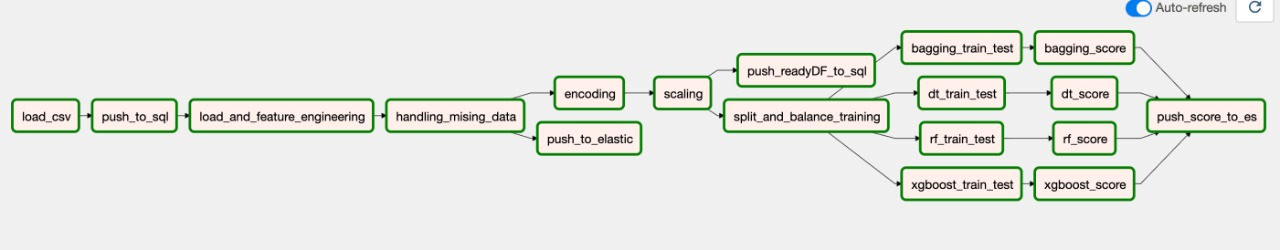 Auto-refresh
load_csv
push_to_sql
load_and_feature_engineering
handling_mising_data
encoding
push_to_elastic
scaling
push_readyDF_to_sql
split_and_balance_training
bagging_train_test
bagging_score
dt_train_test
dt_score
rf_train_test
rf_score
xgboost_train_test
xgboost_score
push_score_to_es